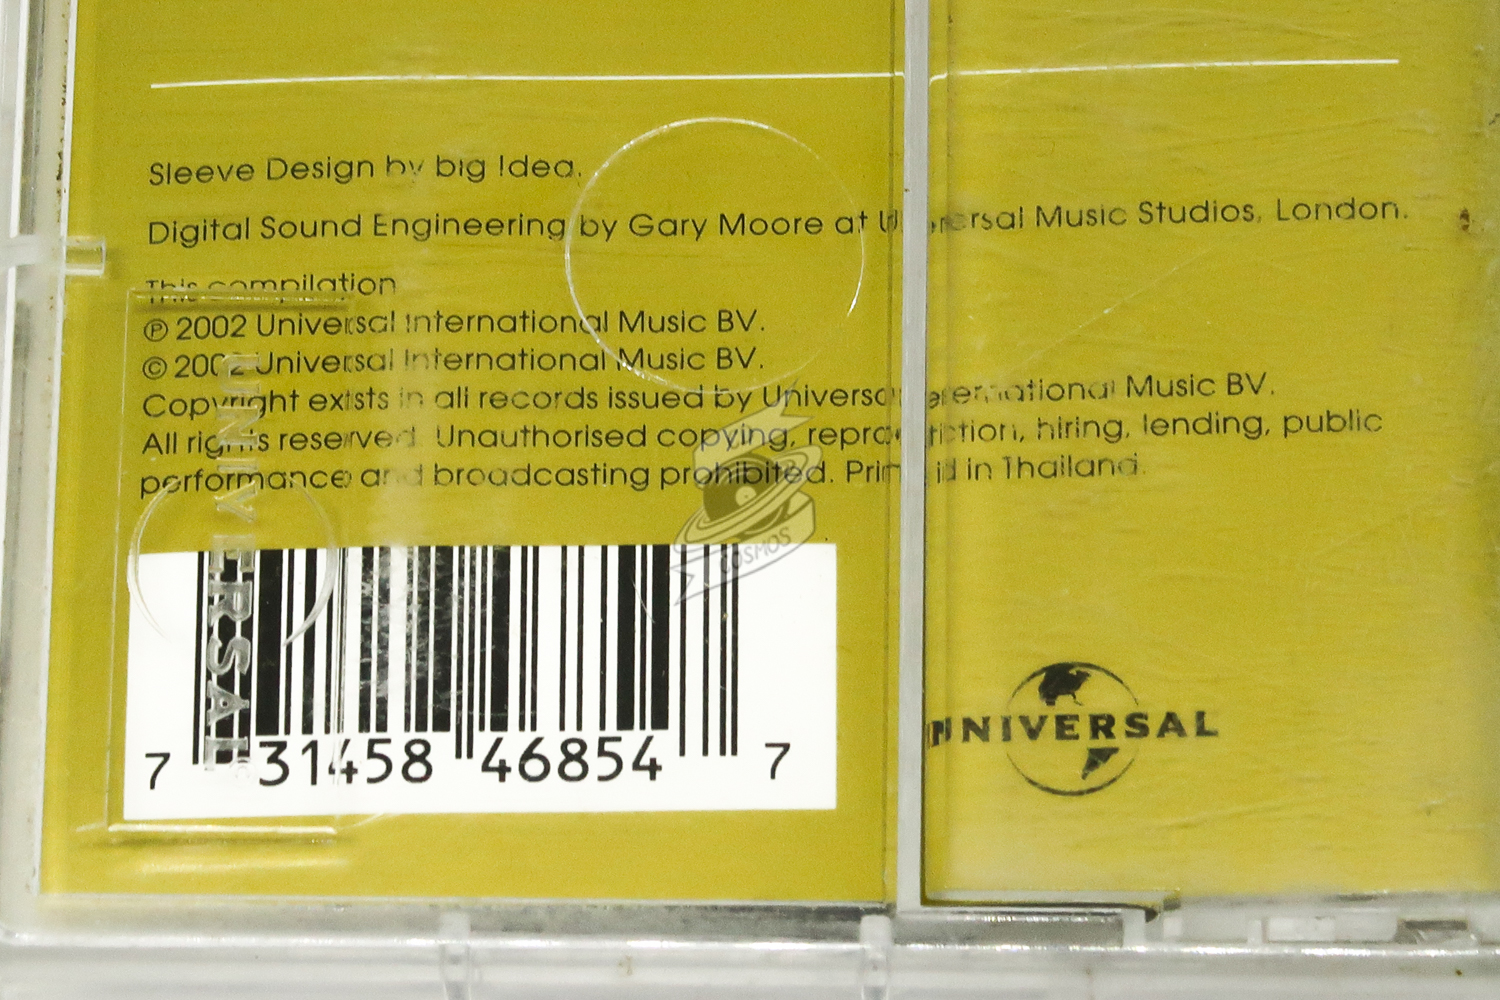 Sleeve Design by big Idea.
Digital Sound Engineering by Gary Moore at Universal Music Studios, London.
This compilation
℗ 2002 Universal International Music BV.
© 2002 Universal International Music BV.
Copyright exists in all records issued by Universal International Music BV.
All rights reserved. Unauthorised copying, reproduction, hiring, lending, public
performance and broadcasting prohibited. Printed in Thailand.
COSMOS
UNIVERSAL
7 31458 46854 7
UNIVERSAL